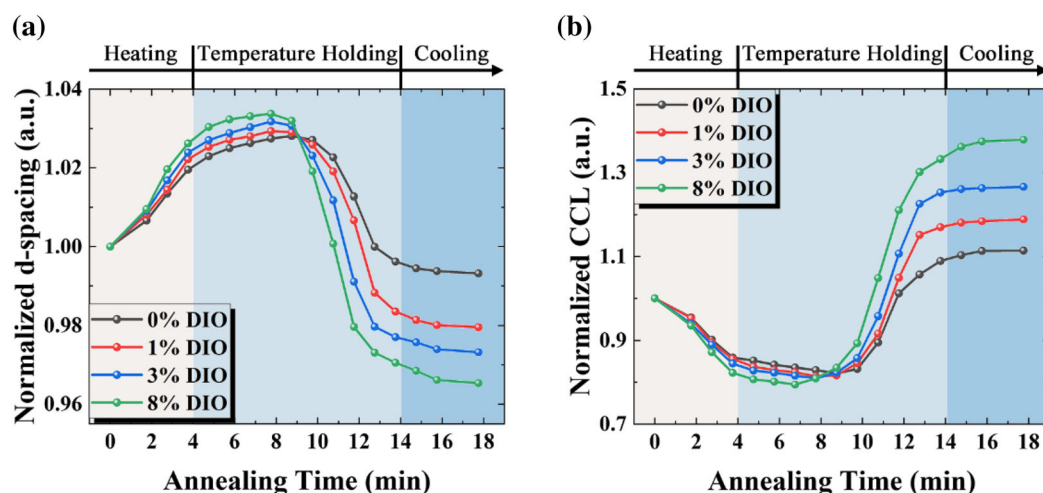 (a)
Heating Temperature Holding Cooling
Normalized d-spacing (a.u.)
1.04
1.02
1.00
0.98
0.96
0% DIO
1% DIO
3% DIO
8% DIO
0 2 4 6 8 10 12 14 16 18
Annealing Time (min)
(b)
Heating Temperature Holding Cooling
Normalized CCL (a.u.)
1.5
1.3
1.1
0.9
0.7
0% DIO
1% DIO
3% DIO
8% DIO
0 2 4 6 8 10 12 14 16 18
Annealing Time (min)